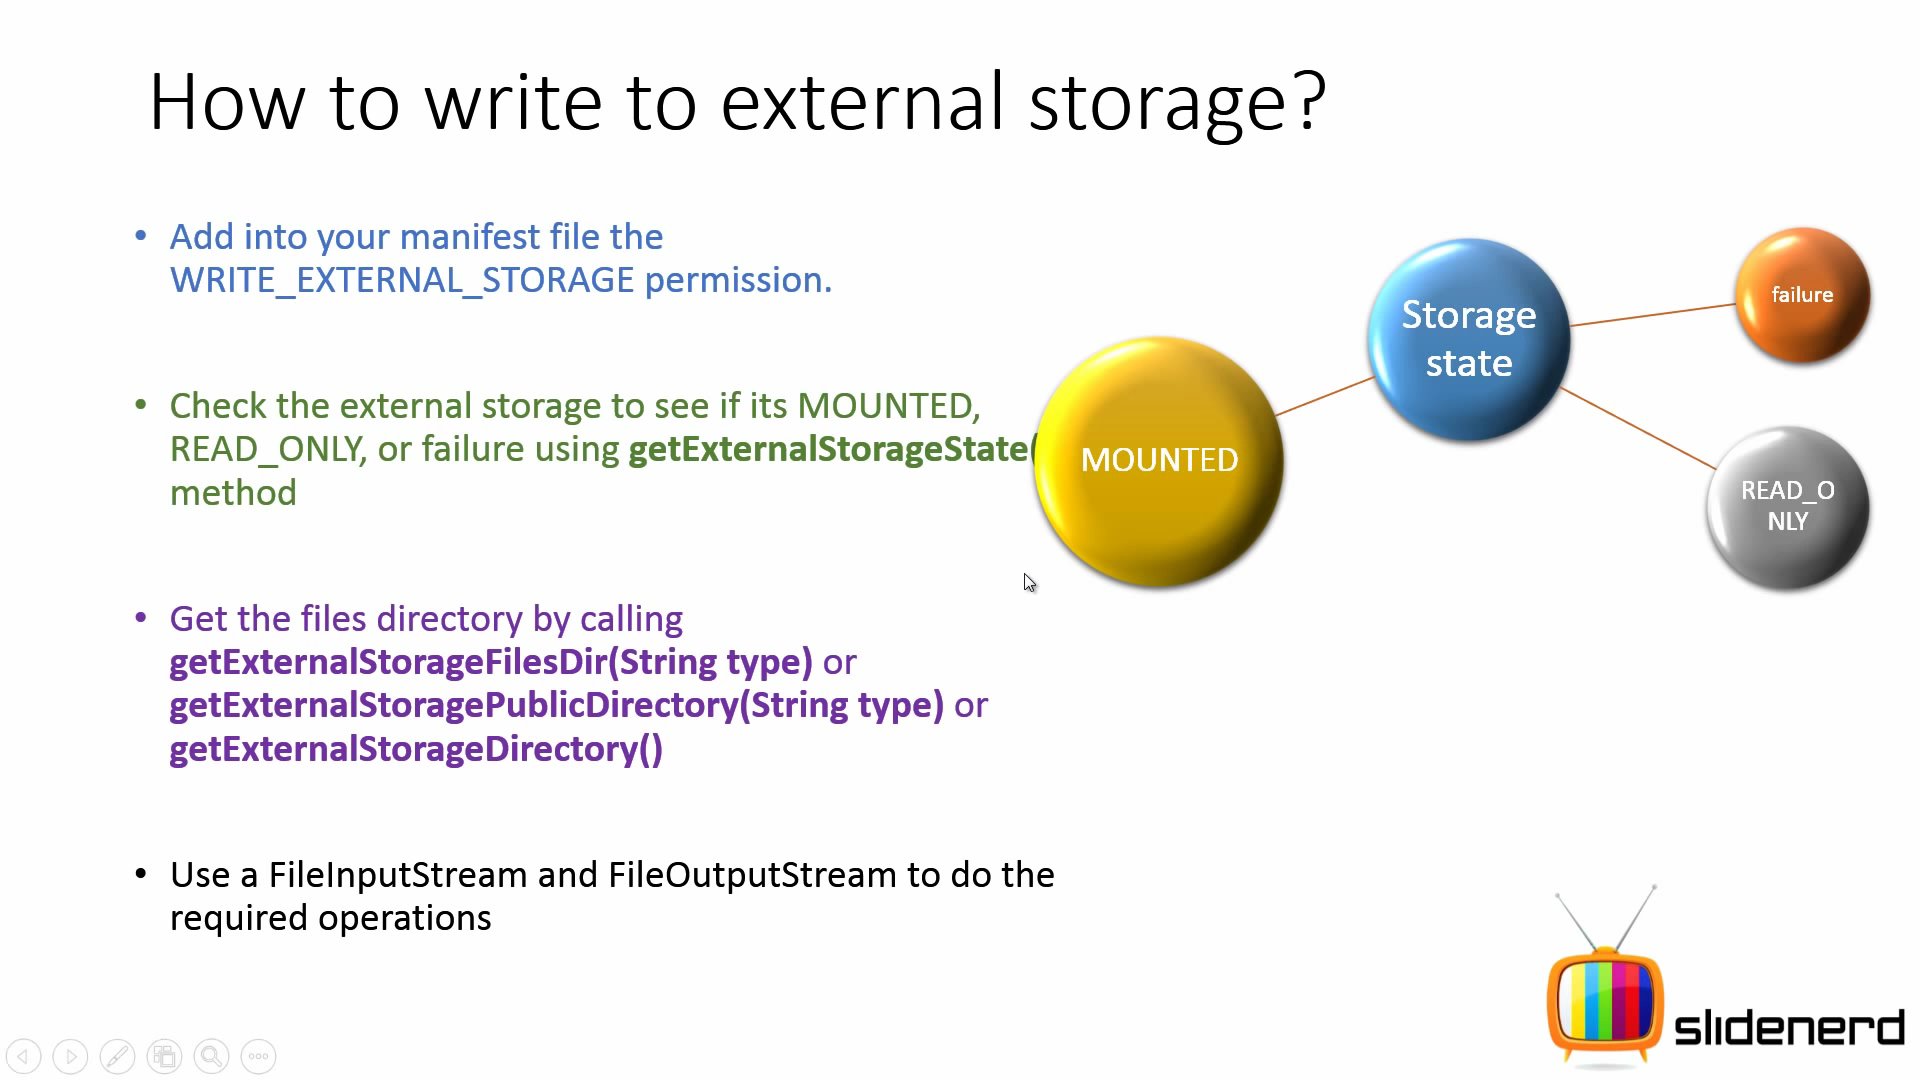 How to write to external storage?
• Add into your manifest file the
WRITE_EXTERNAL_STORAGE permission.
• Check the external storage to see if its MOUNTED,
READ_ONLY, or failure using getExternalStorageState(
method
• Get the files directory by calling
getExternalStorageFilesDir(String type) or
getExternalStoragePublicDirectory(String type) or
getExternalStorageDirectory()
• Use a FileInputStream and FileOutputStream to do the
required operations
MOUNTED
Storage
state
failure
READ_O
NLY
slidenerd